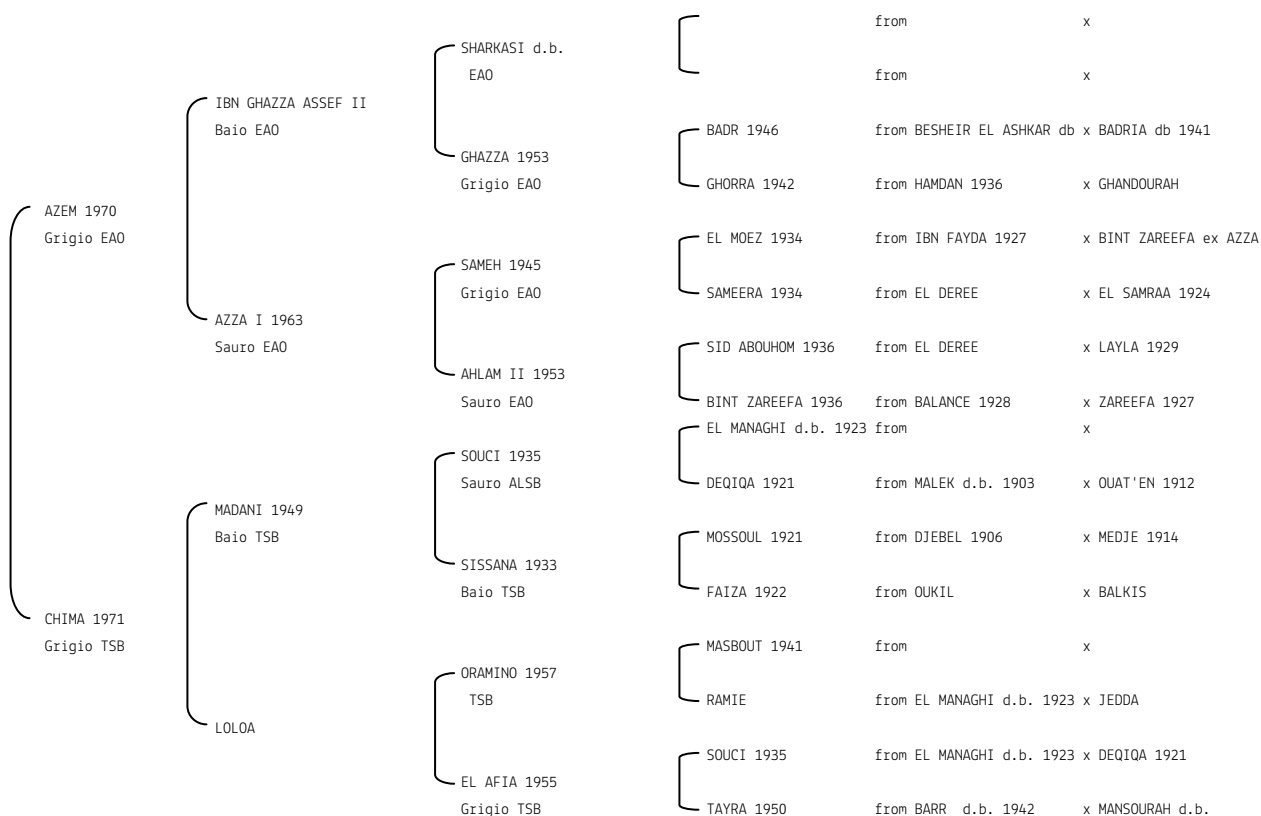 from x
SHARKASI d.b.
EAO from x
IBN GHAZZA ASSEF II
Baio EAO BADR 1946 from BESHEIR EL ASHKAR db x BADRIA db 1941
GHAZZA 1953
Grigio EAO GHORRA 1942 from HAMDAN 1936 x GHANDOURAH
AZEM 1970
Grigio EAO EL MOEZ 1934 from IBN FAYDA 1927 x BINT ZAREEFA ex AZZA
SAMEH 1945
Grigio EAO SAMEERA 1934 from EL DEREE x EL SAMRAA 1924
AZZA I 1963
Sauro EAO SID ABOUHOM 1936 from EL DEREE x LAYLA 1929
AHLAM II 1953
Sauro EAO BINT ZAREEFA 1936 from BALANCE 1928 x ZAREEFA 1927
EL MANAGHI d.b. 1923 from x
SOUCI 1935
Sauro ALSB DEQIQA 1921 from MALEK d.b. 1903 x OUAT'EN 1912
MADANI 1949
Baio TSB MOSSOUL 1921 from DJEBEL 1906 x MEDJE 1914
SISSANA 1933
Baio TSB FAIZA 1922 from OUKIL x BALKIS
CHIMA 1971
Grigio TSB MASBOUT 1941 from x
ORAMINO 1957
TSB RAMIE from EL MANAGHI d.b. 1923 x JEDDA
LOLOA
SOUCI 1935 from EL MANAGHI d.b. 1923 x DEQIQA 1921
EL AFIA 1955
Grigio TSB TAYRA 1950 from BARR d.b. 1942 x MANSOURAH d.b.